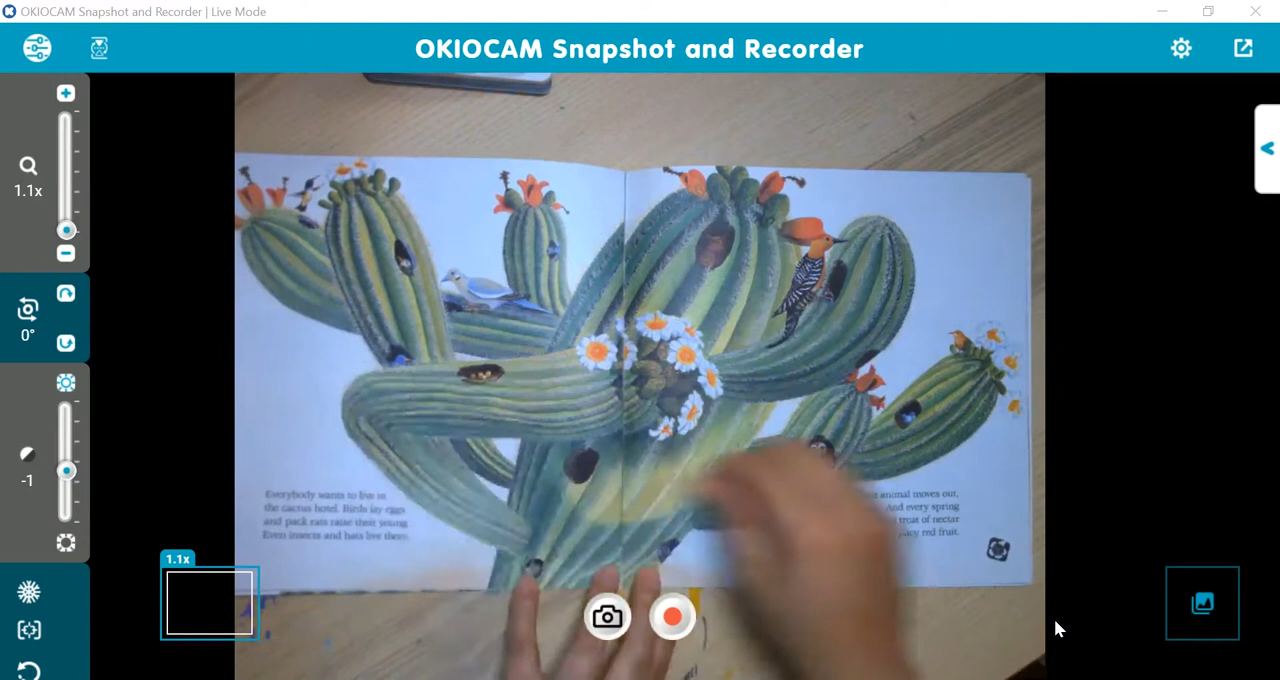 OKIOCAM Snapshot and Recorder | Live Mode
OKIOCAM Snapshot and Recorder
1.1x
0°
-1
Everybody wants to live in
the cactus hotel. Birds lay eggs
and pack rats raise their young.
Even insects and bats live there.
animal moves out,
And every spring
treat of nectar
juicy red fruit.
1.1x